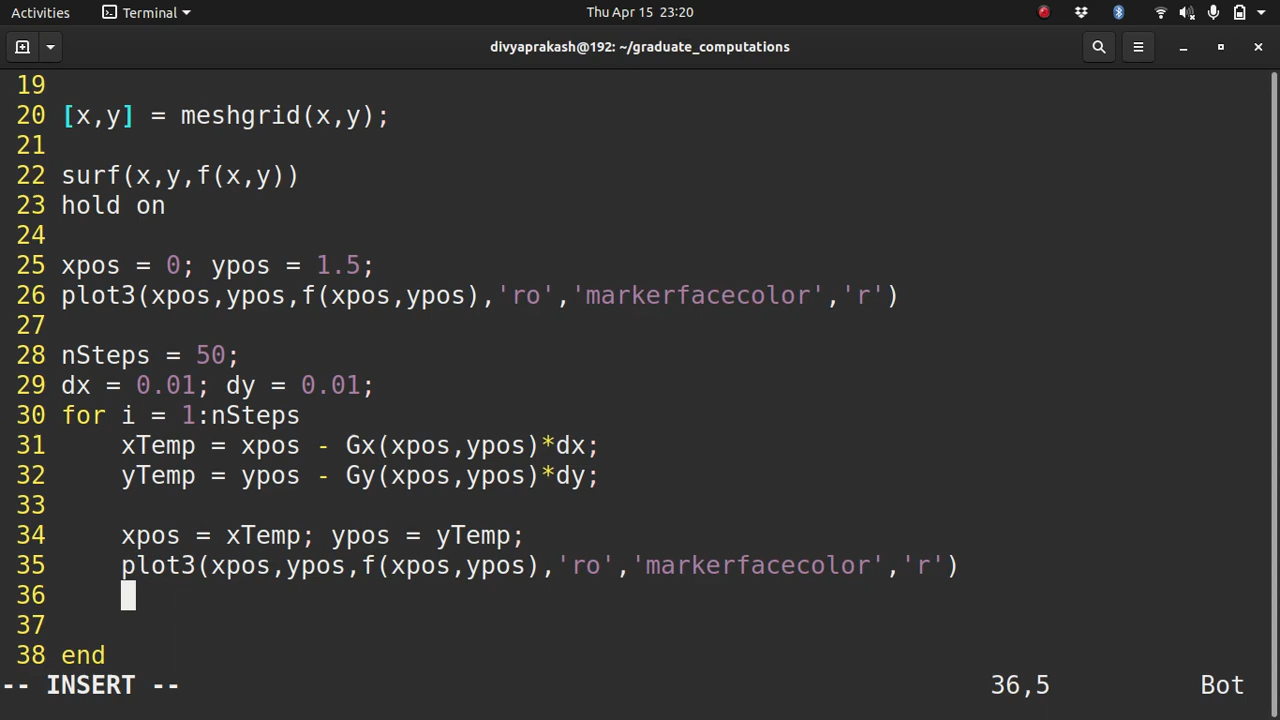 Activities Terminal Thu Apr 15 23:20
divyaprakash@192: ~/graduate_computations
19
20 [x,y] = meshgrid(x,y);
21
22 surf(x,y,f(x,y))
23 hold on
24
25 xpos = 0; ypos = 1.5;
26 plot3(xpos,ypos,f(xpos,ypos),'ro','markerfacecolor','r')
27
28 nSteps = 50;
29 dx = 0.01; dy = 0.01;
30 for i = 1:nSteps
31     xTemp = xpos - Gx(xpos,ypos)*dx;
32     yTemp = ypos - Gy(xpos,ypos)*dy;
33
34     xpos = xTemp; ypos = yTemp;
35     plot3(xpos,ypos,f(xpos,ypos),'ro','markerfacecolor','r')
36
37
38 end
-- INSERT -- 36,5 Bot